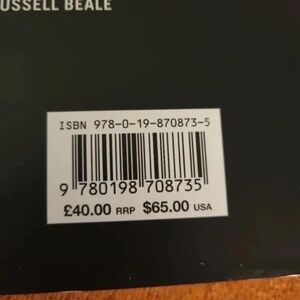 USSELL BEALE
ISBN 978-0-19-870873-5
9 780198 708735
£40.00 RRP $65.00 USA